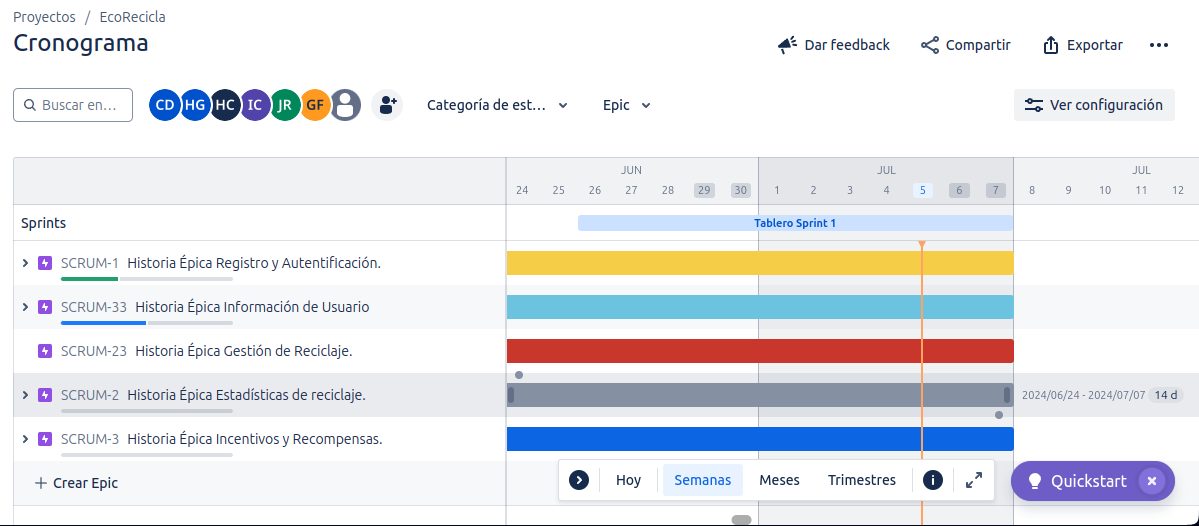 Proyectos / EcoRecicla
Cronograma
Dar feedback
Compartir
Exportar
Buscar en...
CD HG HC IC JR GF
Categoría de est...
Epic
Ver configuración
JUN JUL JUL
24 25 26 27 28 29 30 1 2 3 4 5 6 7 8 9 10 11 12
Sprints
Tablero Sprint 1
SCRUM-1 Historia Épica Registro y Autentificación.
SCRUM-33 Historia Épica Información de Usuario
SCRUM-23 Historia Épica Gestión de Reciclaje.
SCRUM-2 Historia Épica Estadísticas de reciclaje.
2024/06/24 - 2024/07/07 14 d
SCRUM-3 Historia Épica Incentivos y Recompensas.
+ Crear Epic
Hoy Semanas Meses Trimestres
Quickstart